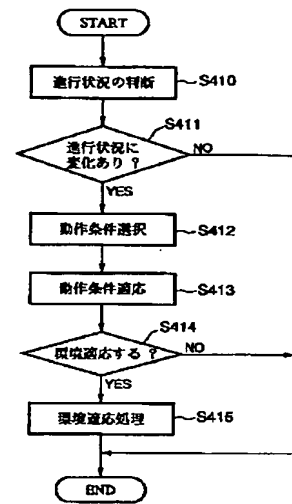 START
進行状況の判断
S410
S411
進行状況に
変化あり?
NO
YES
動作条件選択
S412
動作条件適応
S413
S414
環境適応する?
NO
YES
環境適応処理
S415
END